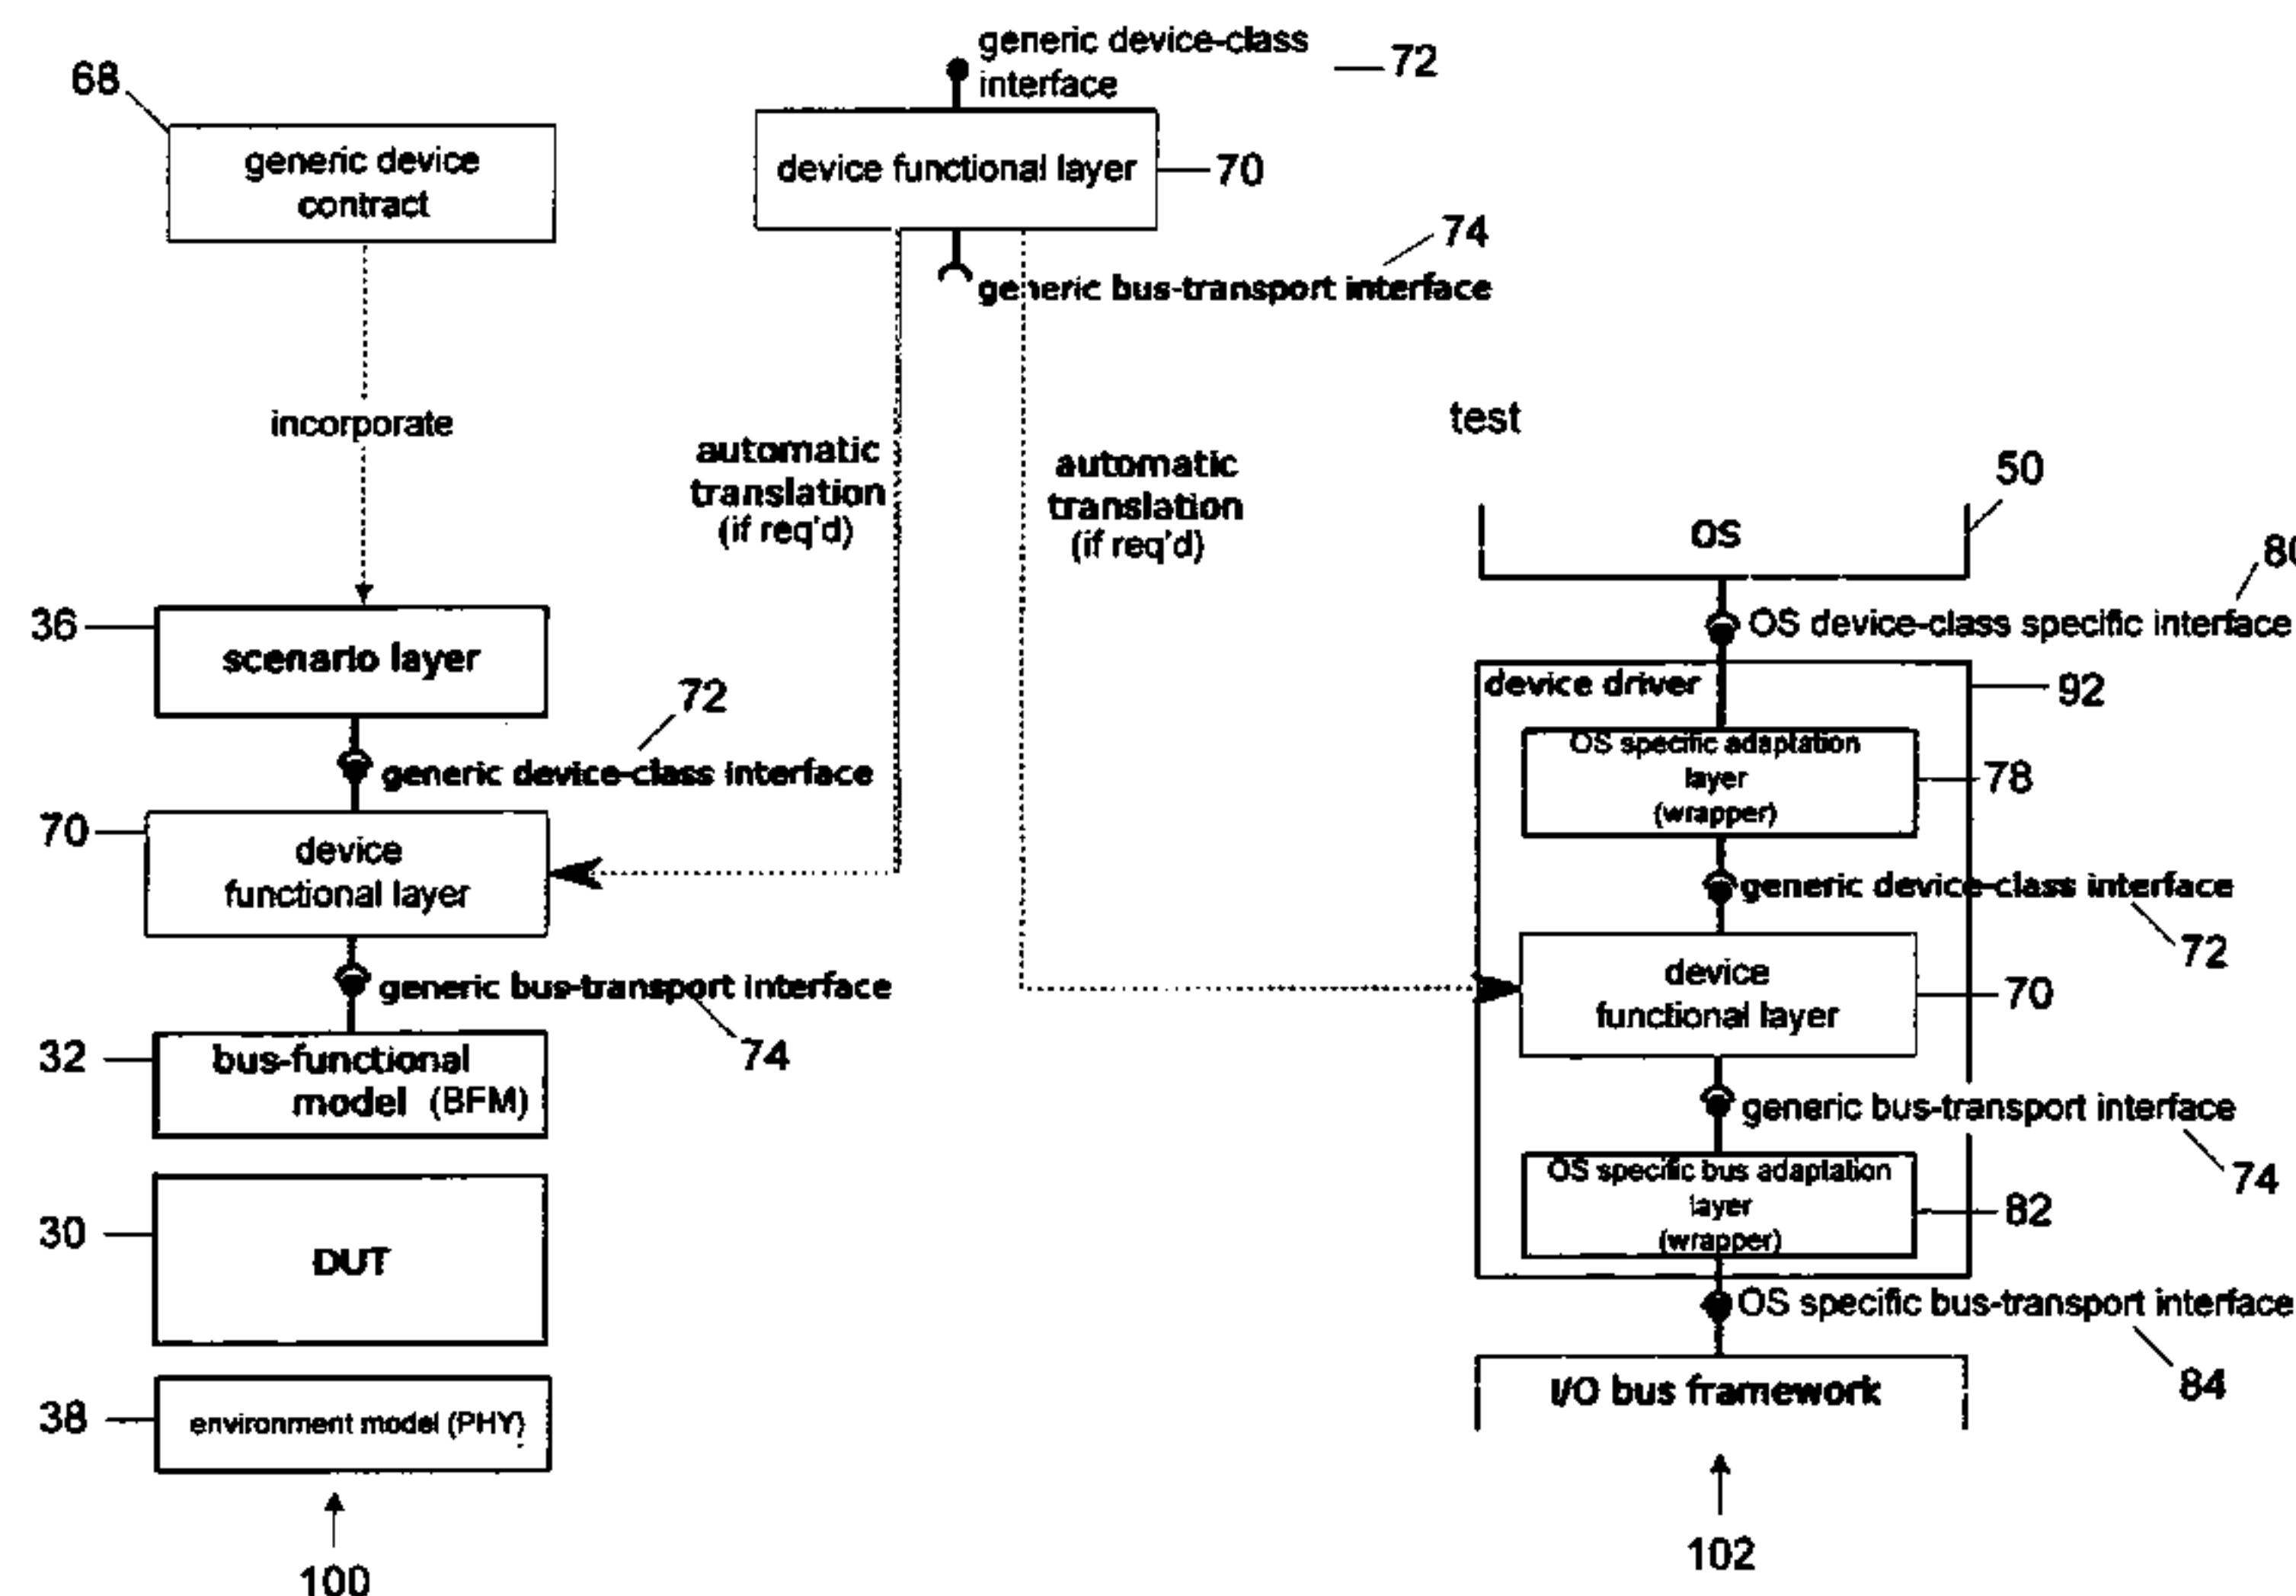 68
generic device
contract
incorporate
generic device-class
interface
72
device functional layer
70
74
generic bus-transport interface
automatic
translation
(if req'd)
automatic
translation
(if req'd)
36
scenario layer
72
generic device-class interface
70
device
functional layer
generic bus-transport interface
74
32
bus-functional
model (BFM)
30
DUT
38
environment model (PHY)
100
test
50
OS
OS device-class specific interface
device driver
92
OS specific adaptation
layer
(wrapper)
78
generic device-class interface
72
device
functional layer
70
generic bus-transport interface
74
OS specific bus adaptation
layer
(wrapper)
82
OS specific bus-transport interface
84
I/O bus framework
102